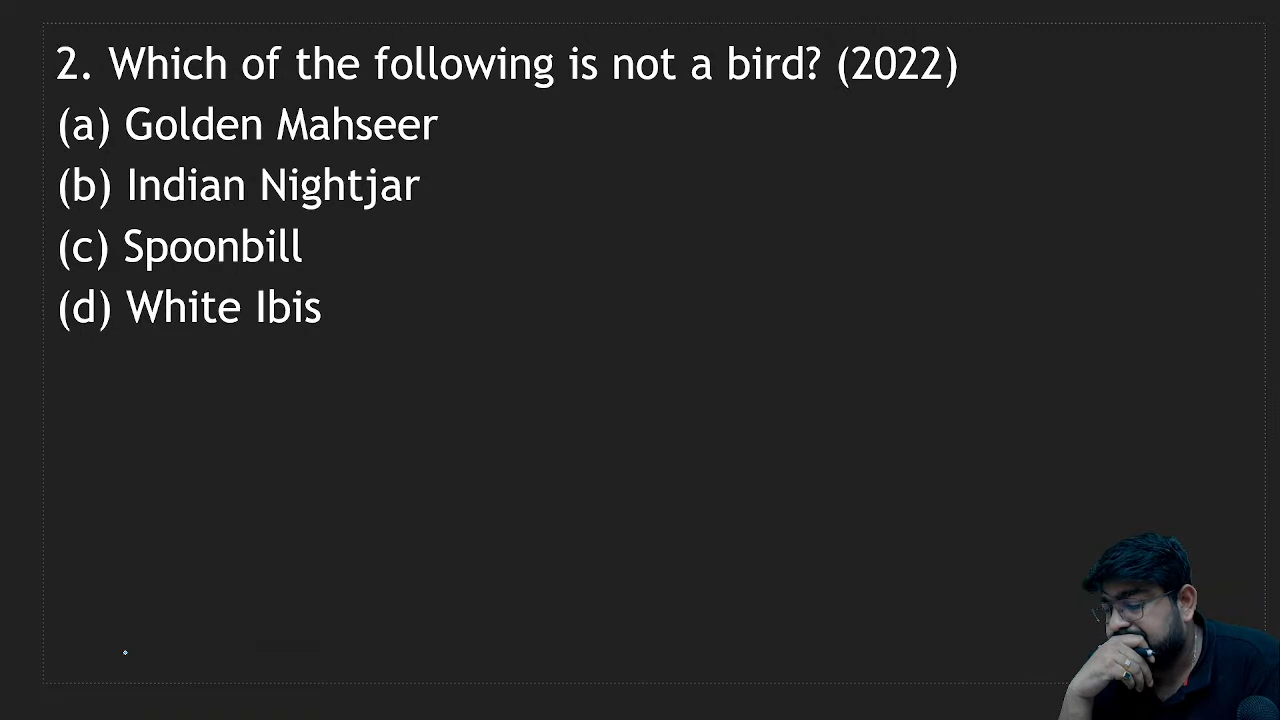 2. Which of the following is not a bird? (2022)
(a) Golden Mahseer
(b) Indian Nightjar
(c) Spoonbill
(d) White Ibis